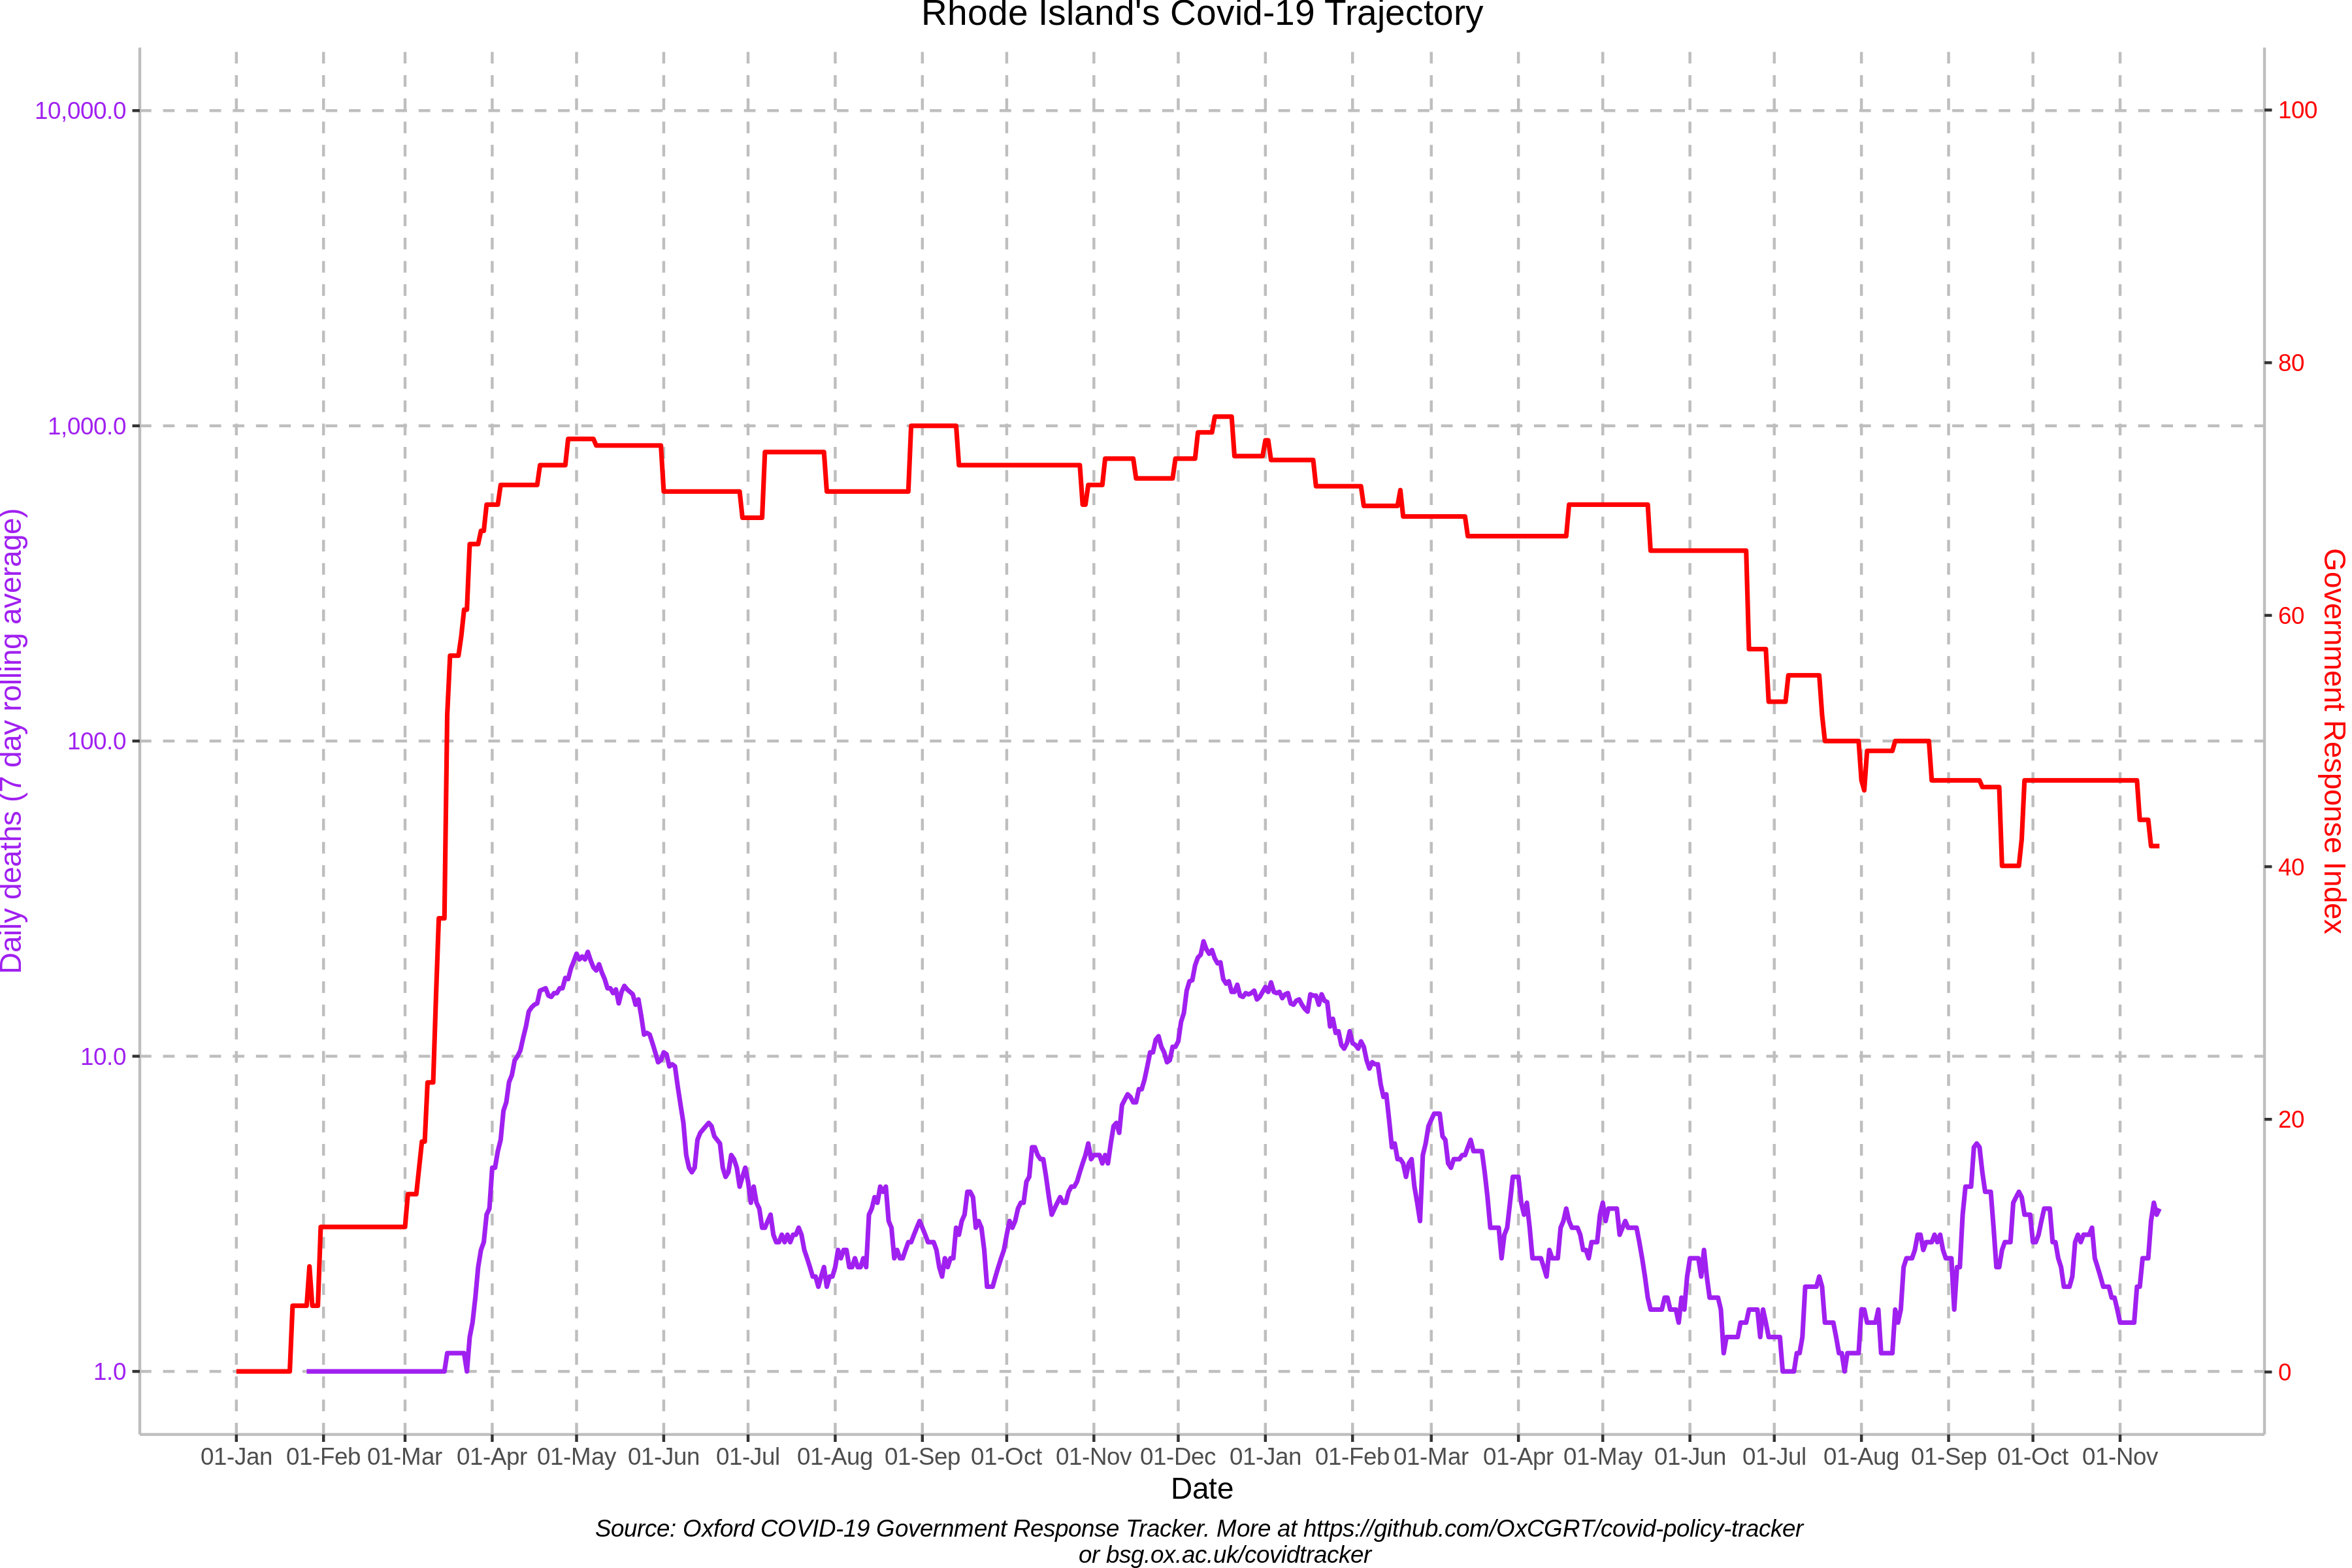 Rhode Island's Covid-19 Trajectory
10,000.0
1,000.0
100.0
10.0
1.0
Daily deaths (7 day rolling average)
100
80
60
40
20
0
Government Response Index
01-Jan 01-Feb 01-Mar 01-Apr 01-May 01-Jun 01-Jul 01-Aug 01-Sep 01-Oct 01-Nov 01-Dec 01-Jan 01-Feb 01-Mar 01-Apr 01-May 01-Jun 01-Jul 01-Aug 01-Sep 01-Oct 01-Nov
Date
Source: Oxford COVID-19 Government Response Tracker. More at https://github.com/OxCGRT/covid-policy-tracker
or bsg.ox.ac.uk/covidtracker